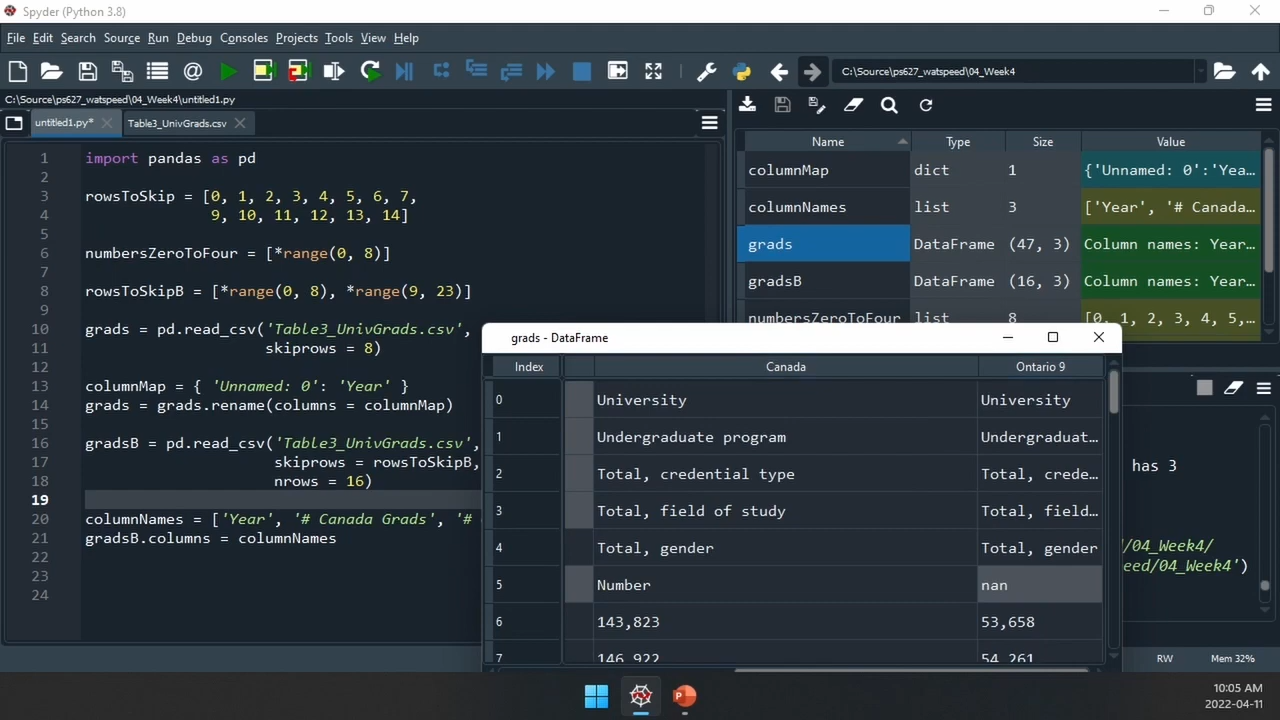 Spyder (Python 3.8)
File Edit Search Source Run Debug Consoles Projects Tools View Help
C:\Source\ps627_watspeed\04_Week4
C:\Source\ps627_watspeed\04_Week4\untitled1.py
untitled1.py* Table3_UnivGrads.csv
1 import pandas as pd
2
3 rowsToSkip = [0, 1, 2, 3, 4, 5, 6, 7,
4 9, 10, 11, 12, 13, 14]
5
6 numbersZeroToFour = [*range(0, 8)]
7
8 rowsToSkipB = [*range(0, 8), *range(9, 23)]
9
10 grads = pd.read_csv('Table3_UnivGrads.csv',
11 skiprows = 8)
12
13 columnMap = { 'Unnamed: 0': 'Year' }
14 grads = grads.rename(columns = columnMap)
15
16 gradsB = pd.read_csv('Table3_UnivGrads.csv',
17 skiprows = rowsToSkipB,
18 nrows = 16)
19
20 columnNames = ['Year', '# Canada Grads', '#
21 gradsB.columns = columnNames
22
23
24
Name Type Size Value
columnMap dict 1 {'Unnamed: 0':'Yea…
columnNames list 3 ['Year', '# Canada…
grads DataFrame (47, 3) Column names: Year…
gradsB DataFrame (16, 3) Column names: Year…
numbersZeroToFour list 8 [0, 1, 2, 3, 4, 5,…
grads - DataFrame
Index Canada Ontario 9
0 University University
1 Undergraduate program Undergraduat…
2 Total, credential type Total, crede…
3 Total, field of study Total, field…
4 Total, gender Total, gender
5 Number nan
6 143,823 53,658
7 146,922 54,261
has 3
/04_Week4/
eed/04_Week4')
RW Mem 32%
10:05 AM
2022-04-11